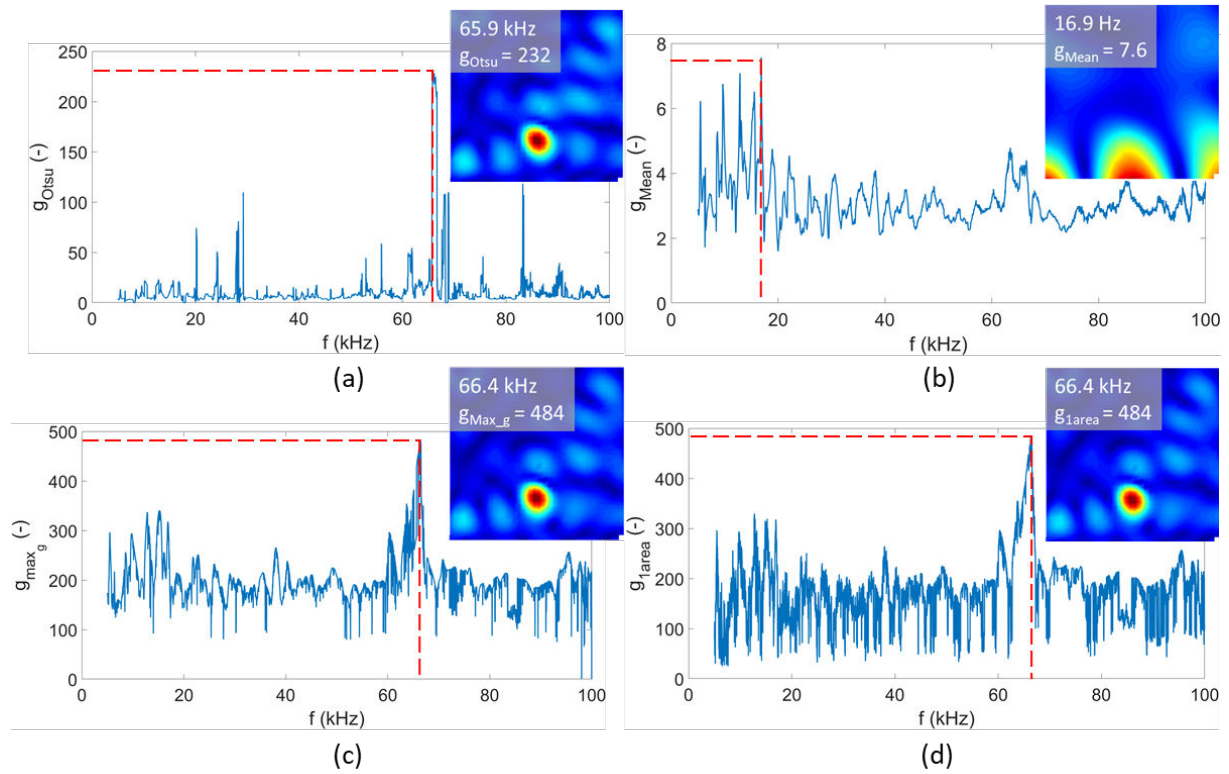 65.9 kHz
gOtsu = 232
250
200
150
100
50
0
gOtsu (-)
0 20 40 60 80 100
f (kHz)
(a)
16.9 Hz
gMean = 7.6
8
6
4
2
0
gMean (-)
0 20 40 60 80 100
f (kHz)
(b)
66.4 kHz
gMax_g = 484
500
400
300
200
100
0
gmaxg (-)
0 20 40 60 80 100
f (kHz)
(c)
66.4 kHz
g1area = 484
500
400
300
200
100
0
g1area (-)
0 20 40 60 80 100
f (kHz)
(d)